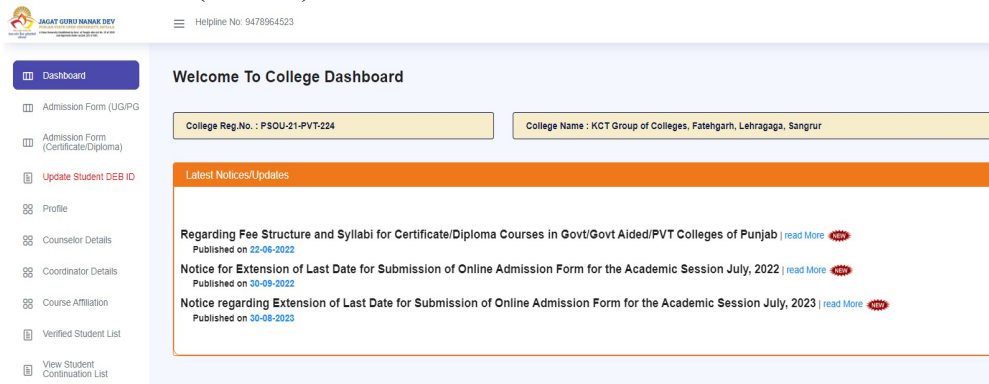 JAGAT GURU NANAK DEV
PUNJAB STATE OPEN UNIVERSITY, PATIALA
Helpline No: 9478964523
Dashboard
Admission Form (UG/PG
Admission Form
(Certificate/Diploma)
Update Student DEB ID
Profile
Counselor Details
Coordinator Details
Course Affiliation
Verified Student List
View Student
Continuation List
Welcome To College Dashboard
College Reg.No. : PSOU-21-PVT-224
College Name : KCT Group of Colleges, Fatehgarh, Lehragaga, Sangrur
Latest Notices/Updates
Regarding Fee Structure and Syllabi for Certificate/Diploma Courses in Govt/Govt Aided/PVT Colleges of Punjab | read More NEW
Published on 22-06-2022
Notice for Extension of Last Date for Submission of Online Admission Form for the Academic Session July, 2022 | read More NEW
Published on 30-09-2022
Notice regarding Extension of Last Date for Submission of Online Admission Form for the Academic Session July, 2023 | read More NEW
Published on 30-08-2023